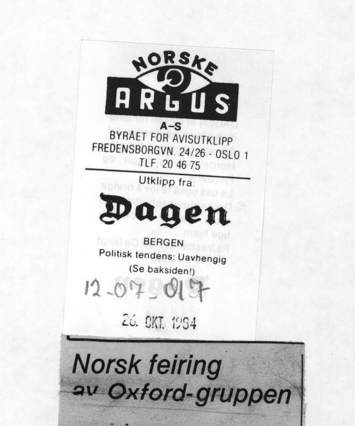 NORSKE
ARGUS
A-S
BYRÅET FOR AVISUTKLIPP
FREDENSBORGVN. 24/26 - OSLO 1
TLF. 20 46 75
Utklipp fra
Dagen
BERGEN
Politisk tendens: Uavhengig
(Se baksiden!)
12-07-017
26. OKT. 1984
Norsk feiring
av Oxford-gruppen